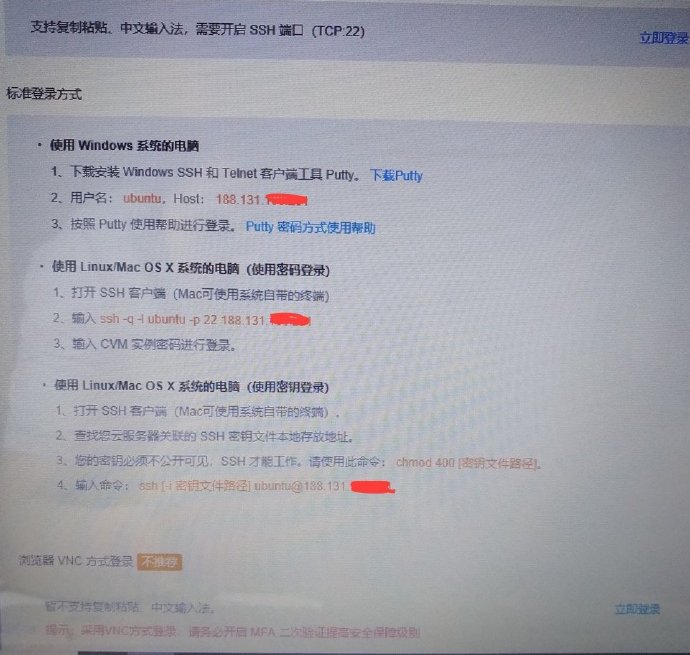 支持复制粘贴、中文输入法，需要开启 SSH 端口（TCP:22）
立即登录
标准登录方式
• 使用 Windows 系统的电脑
1、下载安装 Windows SSH 和 Telnet 客户端工具 Putty。 下载Putty
2、用户名： ubuntu，Host： 188.131.
3、按照 Putty 使用帮助进行登录。 Putty 密码方式使用帮助
• 使用 Linux/Mac OS X 系统的电脑（使用密码登录）
1、打开 SSH 客户端（Mac可使用系统自带的终端）
2、输入 ssh -q -l ubuntu -p 22 188.131.
3、输入 CVM 实例密码进行登录。
• 使用 Linux/Mac OS X 系统的电脑（使用密钥登录）
1、打开 SSH 客户端（Mac可使用系统自带的终端）.
2、查找您云服务器关联的 SSH 密钥文件本地存放地址。
3、您的密钥必须不公开可见，SSH 才能工作。请使用此命令： chmod 400 [密钥文件路径]。
4、输入命令： ssh [-i 密钥文件路径] ubuntu@188.131.
浏览器 VNC 方式登录 不推荐
暂不支持复制粘贴、中文输入法。
立即登录
提示：采用VNC方式登录，请务必开启 MFA 二次验证提高安全保障级别